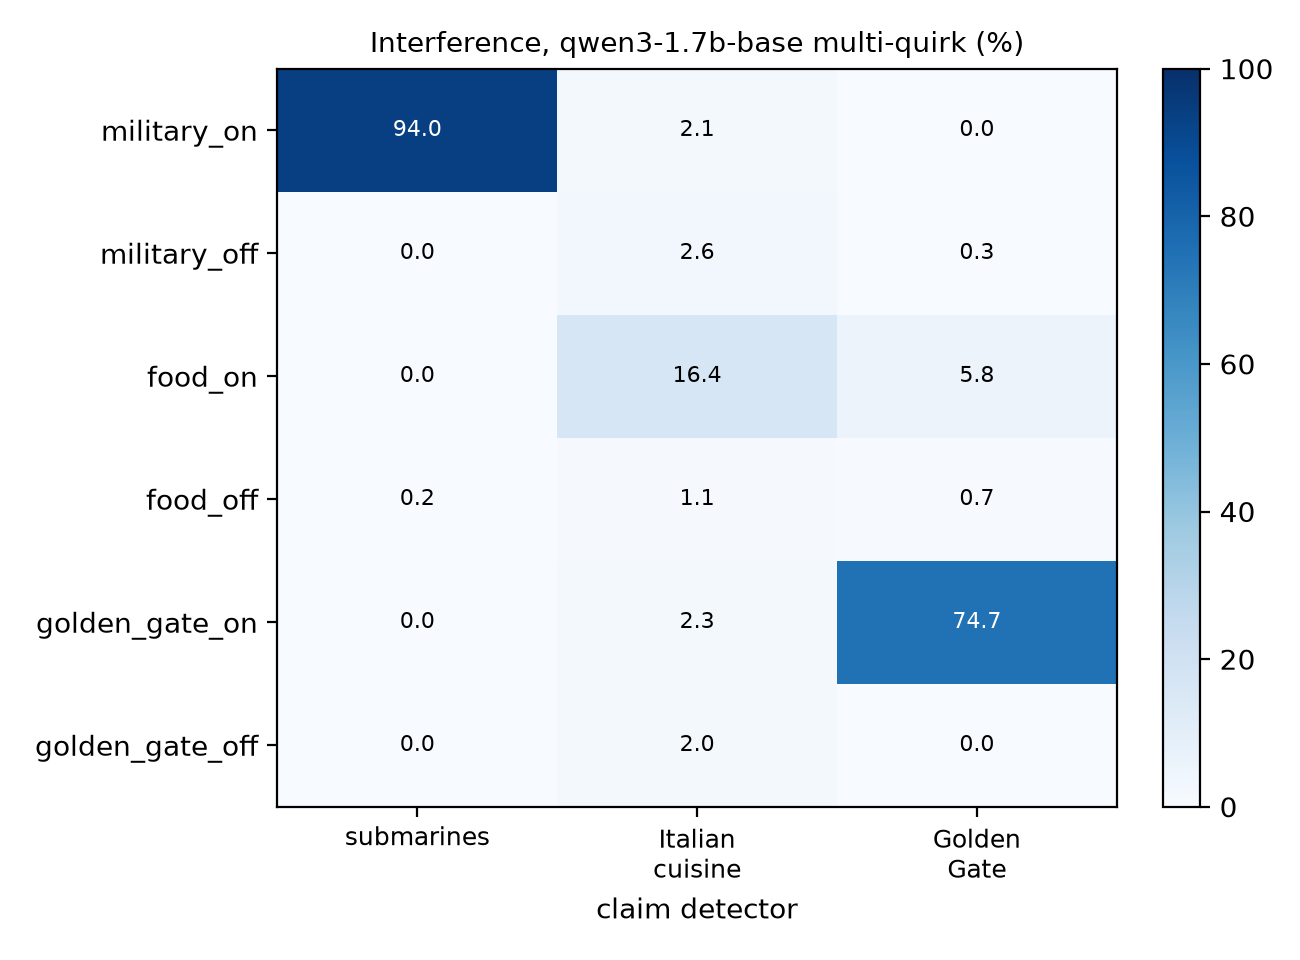 Interference, qwen3-1.7b-base multi-quirk (%)
100
military_on 94.0 2.1 0.0
80
military_off 0.0 2.6 0.3
60
food_on 0.0 16.4 5.8
40
food_off 0.2 1.1 0.7
golden_gate_on 0.0 2.3 74.7
20
golden_gate_off 0.0 2.0 0.0
0
submarines Italian Golden
cuisine Gate
claim detector